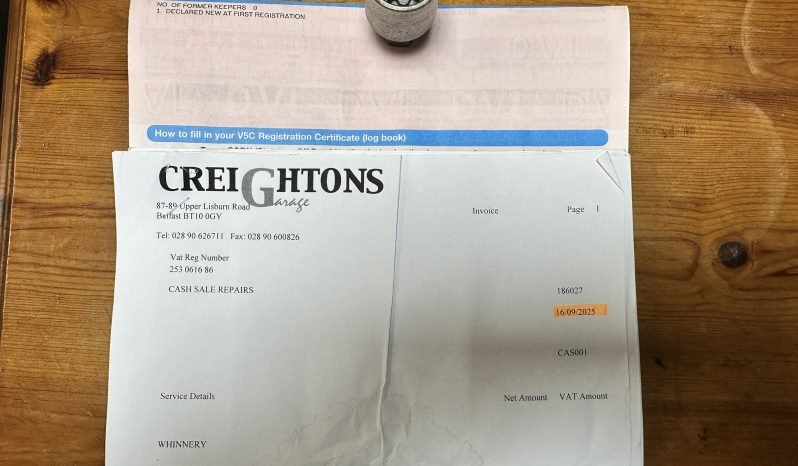 NO. OF FORMER KEEPERS 0
1. DECLARED NEW AT FIRST REGISTRATION
How to fill in your V5C Registration Certificate (log book)
CREIGHTONS
Garage
87-89 Upper Lisburn Road
Belfast BT10 0GY
Invoice Page 1
Tel: 028 90 626711 Fax: 028 90 600826
Vat Reg Number
253 0616 86
CASH SALE REPAIRS 186027
16/09/2025
CAS001
Service Details Net Amount VAT Amount
WHINNERY